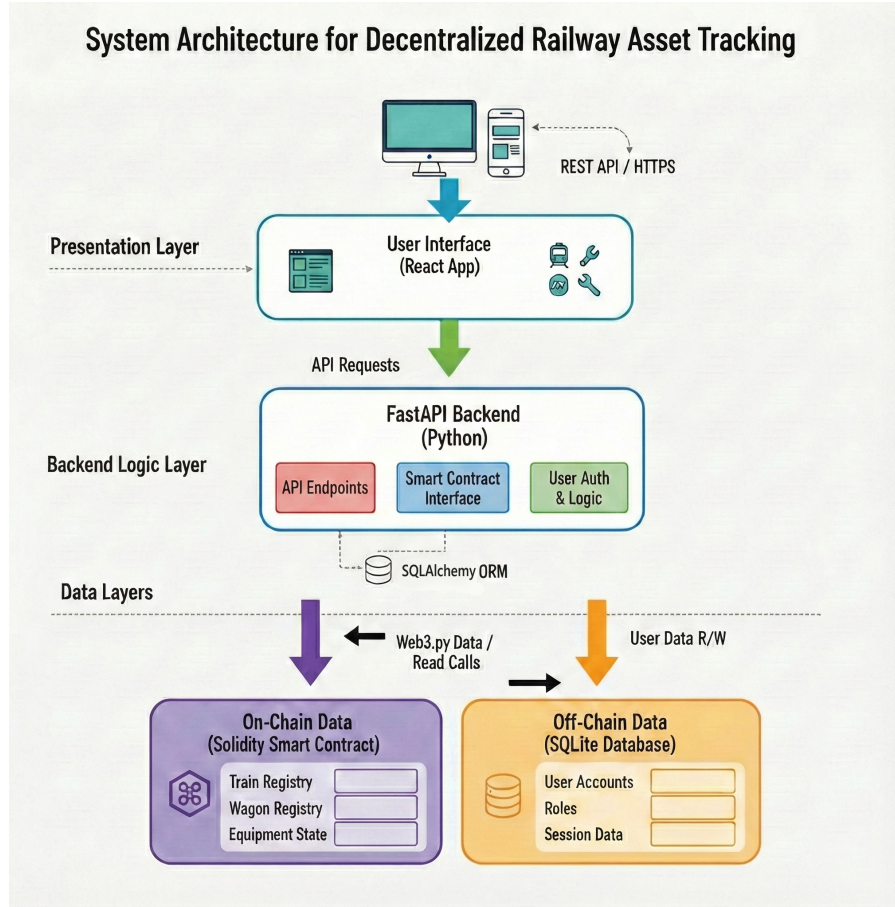 System Architecture for Decentralized Railway Asset Tracking
REST API / HTTPS
Presentation Layer
User Interface
(React App)
API Requests
FastAPI Backend
(Python)
Backend Logic Layer
API Endpoints
Smart Contract
Interface
User Auth
& Logic
SQLAlchemy ORM
Data Layers
Web3.py Data /
Read Calls
User Data R/W
On-Chain Data
(Solidity Smart Contract)
Train Registry
Wagon Registry
Equipment State
Off-Chain Data
(SQLite Database)
User Accounts
Roles
Session Data